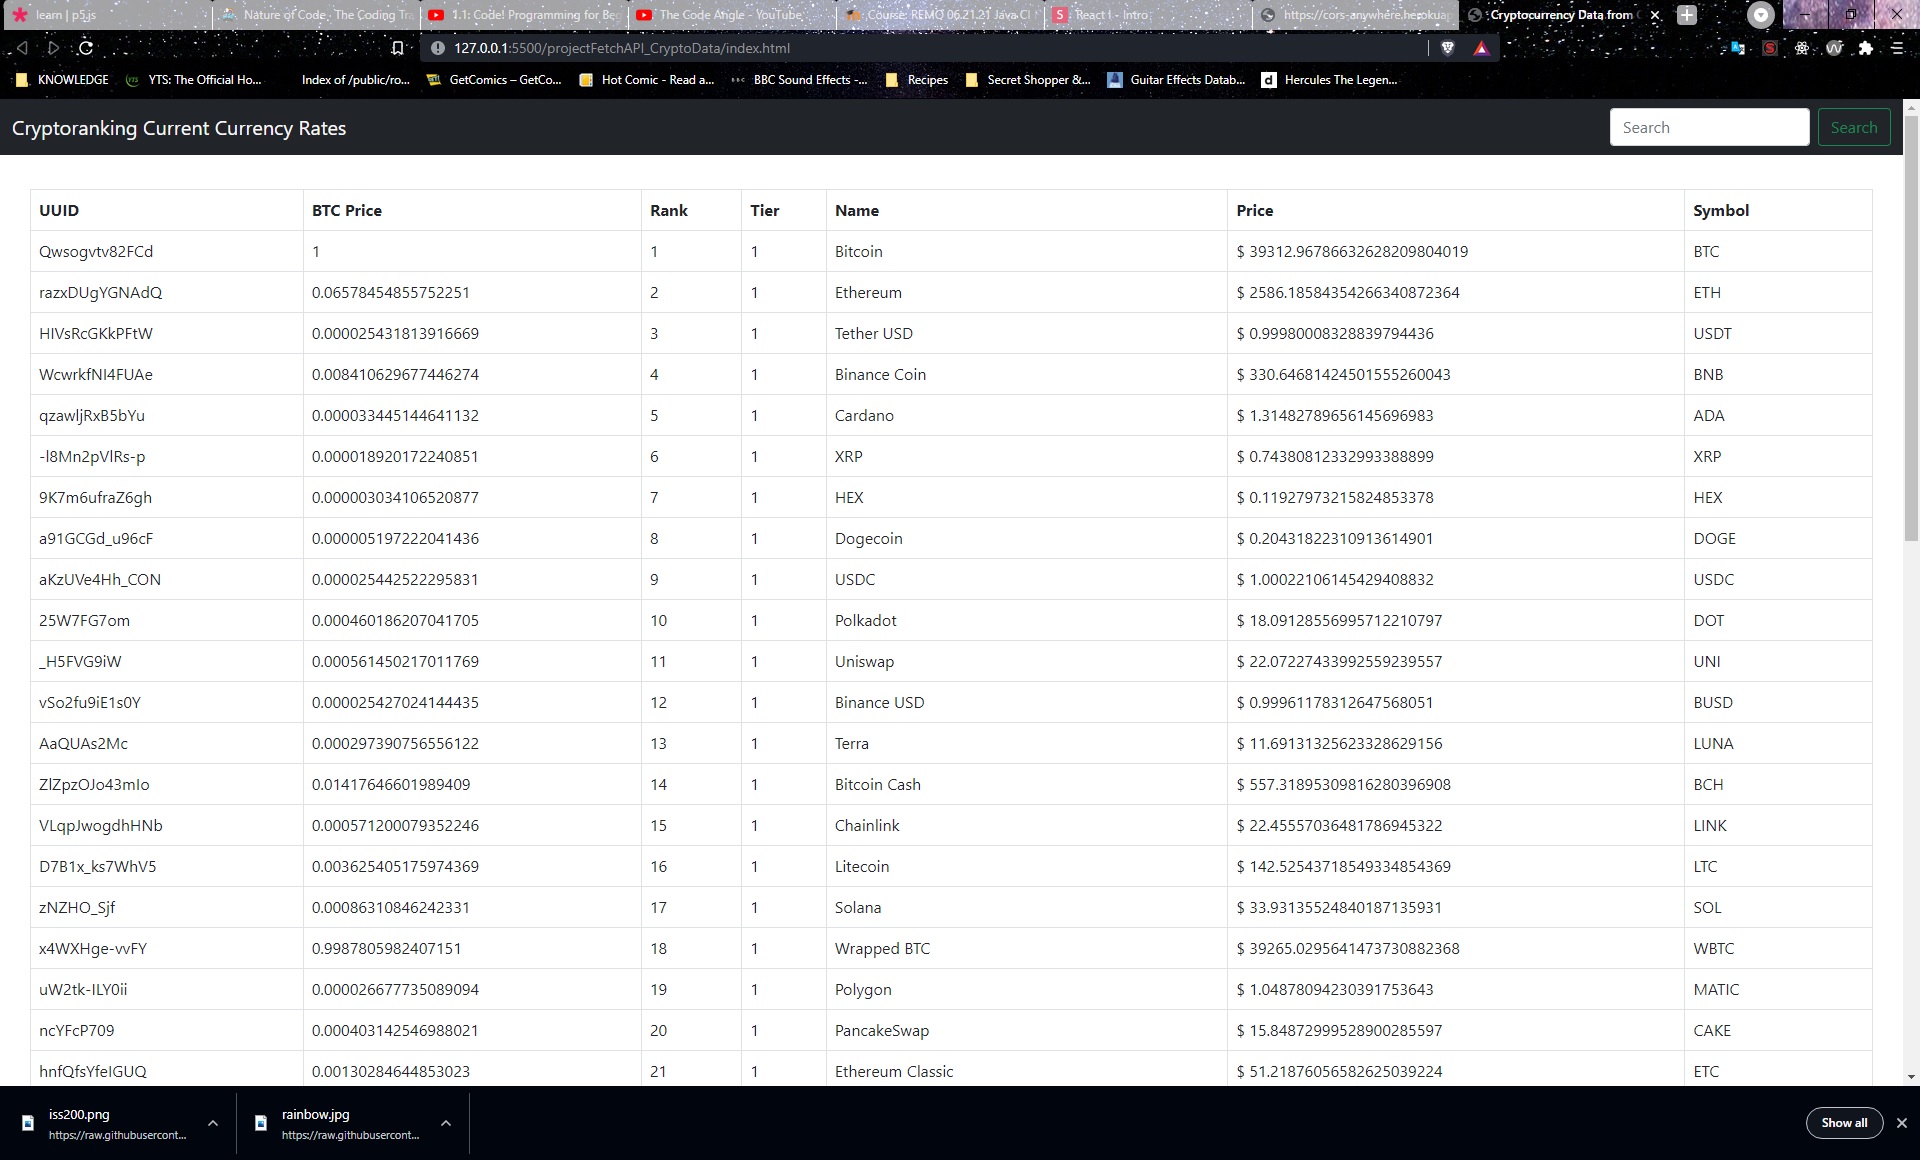 learn | p5.js Nature of Code - The Coding Tra 1.1: Code! Programming for Beg The Code Angle - YouTube Course: REMO 06.21.21 Java Cl React I - Intro https://cors-anywhere.herokuap Cryptocurrency Data from
127.0.0.1:5500/projectFetchAPI_CryptoData/index.html
KNOWLEDGE YTS: The Official Ho... Index of /public/ro... GetComics – GetCo... Hot Comic - Read a... BBC Sound Effects -... Recipes Secret Shopper &... Guitar Effects Datab... Hercules The Legen...
Cryptoranking Current Currency Rates Search Search
UUID BTC Price Rank Tier Name Price Symbol
Qwsogvtv82FCd 1 1 1 Bitcoin $ 39312.96786632628209804019 BTC
razxDUgYGNAdQ 0.06578454855752251 2 1 Ethereum $ 2586.18584354266340872364 ETH
HIVsRcGKkPFtW 0.000025431813916669 3 1 Tether USD $ 0.99980008328839794436 USDT
WcwrkfNI4FUAe 0.008410629677446274 4 1 Binance Coin $ 330.64681424501555260043 BNB
qzawljRxB5bYu 0.000033445144641132 5 1 Cardano $ 1.31482789656145696983 ADA
-l8Mn2pVlRs-p 0.000018920172240851 6 1 XRP $ 0.74380812332993388899 XRP
9K7m6ufraZ6gh 0.000003034106520877 7 1 HEX $ 0.11927973215824853378 HEX
a91GCGd_u96cF 0.000005197222041436 8 1 Dogecoin $ 0.20431822310913614901 DOGE
aKzUVe4Hh_CON 0.000025442522295831 9 1 USDC $ 1.00022106145429408832 USDC
25W7FG7om 0.000460186207041705 10 1 Polkadot $ 18.09128556995712210797 DOT
_H5FVG9iW 0.000561450217011769 11 1 Uniswap $ 22.07227433992559239557 UNI
vSo2fu9iE1s0Y 0.000025427024144435 12 1 Binance USD $ 0.99961178312647568051 BUSD
AaQUAs2Mc 0.000297390756556122 13 1 Terra $ 11.69131325623328629156 LUNA
ZlZpzOJo43mIo 0.01417646601989409 14 1 Bitcoin Cash $ 557.31895309816280396908 BCH
VLqpJwogdhHNb 0.000571200079352246 15 1 Chainlink $ 22.45557036481786945322 LINK
D7B1x_ks7WhV5 0.003625405175974369 16 1 Litecoin $ 142.52543718549334854369 LTC
zNZHO_Sjf 0.00086310846242331 17 1 Solana $ 33.93135524840187135931 SOL
x4WXHge-vvFY 0.9987805982407151 18 1 Wrapped BTC $ 39265.0295641473730882368 WBTC
uW2tk-ILY0ii 0.000026677735089094 19 1 Polygon $ 1.04878094230391753643 MATIC
ncYFcP709 0.000403142546988021 20 1 PancakeSwap $ 15.84872999528900285597 CAKE
hnfQfsYfeIGUQ 0.00130284644853023 21 1 Ethereum Classic $ 51.21876056582625039224 ETC
iss200.png rainbow.jpg
https://raw.githubusercont... https://raw.githubusercont... Show all